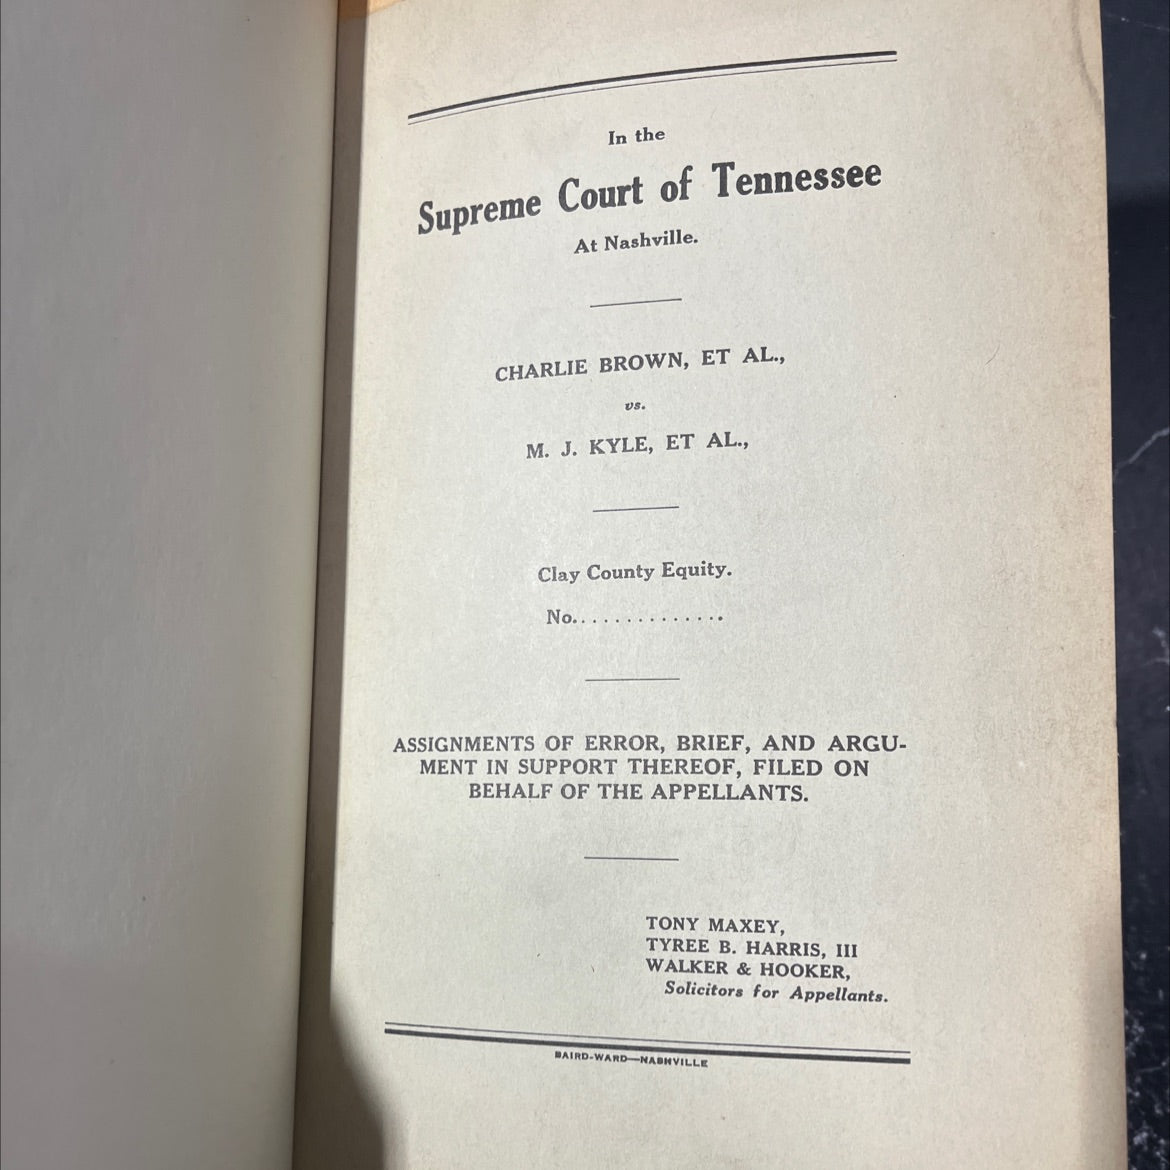 In the
Supreme Court of Tennessee
At Nashville.
CHARLIE BROWN, ET AL.,
vs.
M. J. KYLE, ET AL.,
Clay County Equity.
No..............
ASSIGNMENTS OF ERROR, BRIEF, AND ARGU-
MENT IN SUPPORT THEREOF, FILED ON
BEHALF OF THE APPELLANTS.
TONY MAXEY,
TYREE B. HARRIS, III
WALKER & HOOKER,
Solicitors for Appellants.
BAIRD-WARD—NASHVILLE